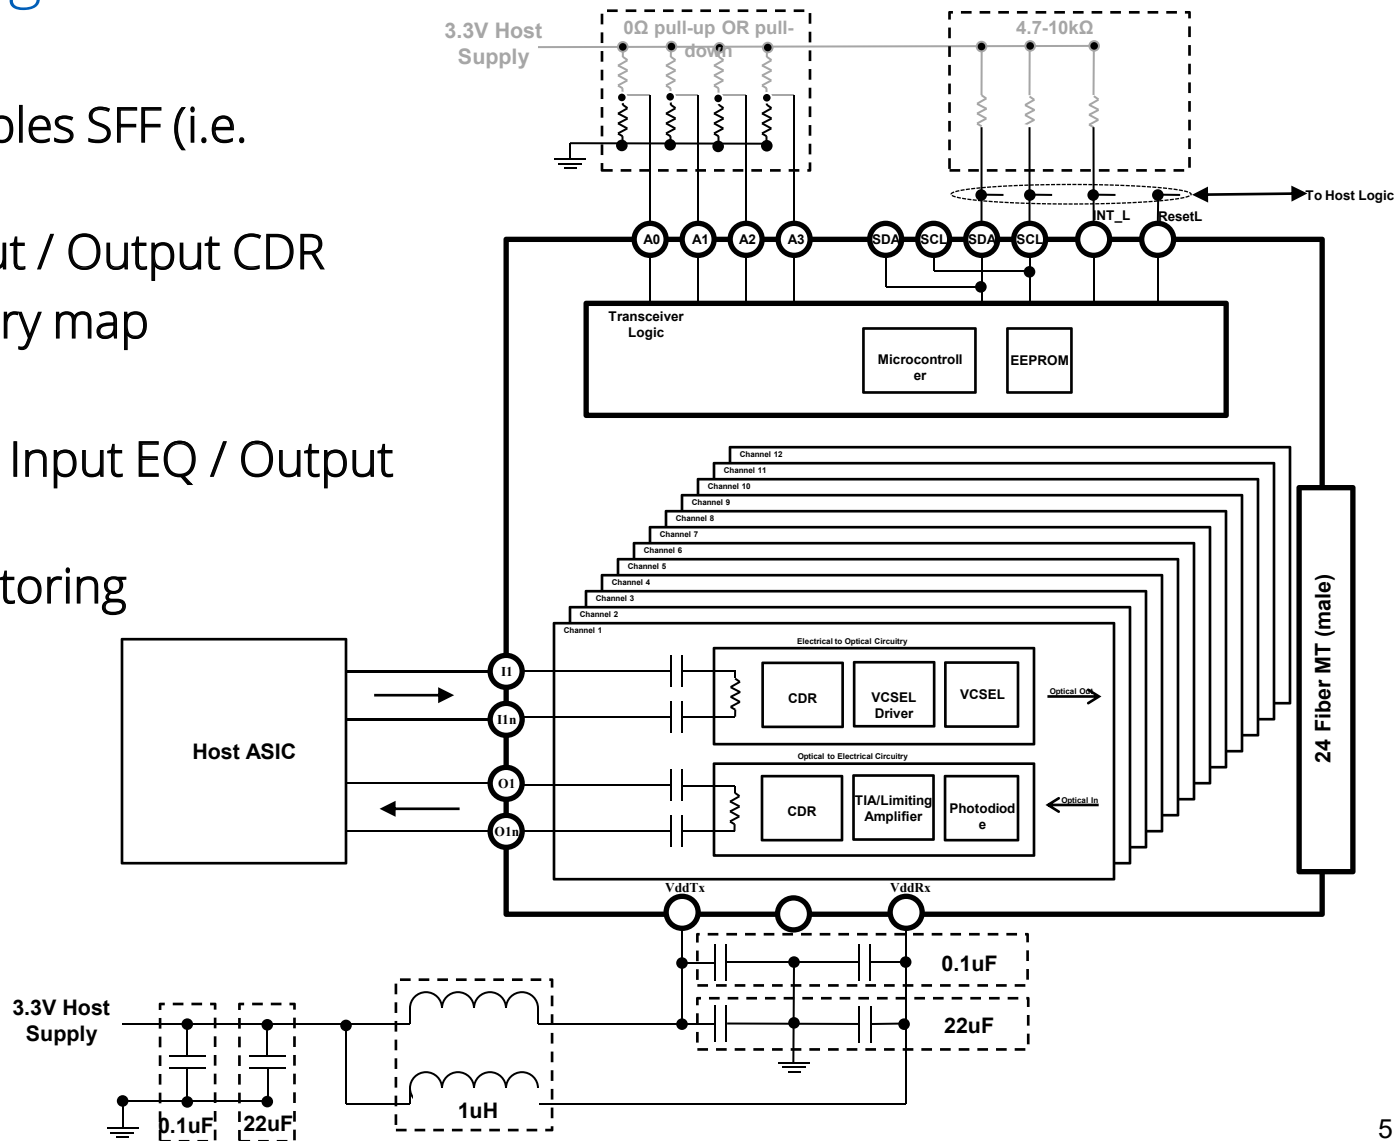 g
3.3V Host
Supply
0Ω pull-up OR pull-
down
4.7-10kΩ
bles SFF (i.e.
To Host Logic
INT_L
ResetL
ut / Output CDR
A0
A1
A2
A3
SDA
SCL
SDA
SCL
ry map
Transceiver
Logic
Microcontroll
er
EEPROM
Input EQ / Output
Channel 12
Channel 11
Channel 10
Channel 9
Channel 8
Channel 7
Channel 6
Channel 5
Channel 4
Channel 3
Channel 2
Channel 1
toring
24 Fiber MT (male)
Host ASIC
I1
I1n
O1
O1n
Electrical to Optical Circuitry
CDR
VCSEL
Driver
VCSEL
Optical Out
Optical to Electrical Circuitry
CDR
TIA/Limiting
Amplifier
Photodiod
e
Optical In
VddTx
VddRx
0.1uF
22uF
3.3V Host
Supply
0.1uF
22uF
1uH
5